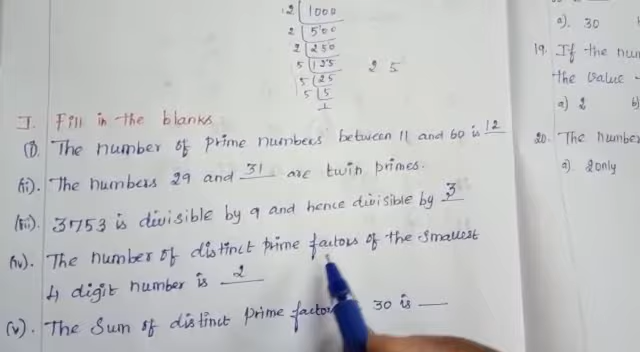 2 | 1000
2 | 500
2 | 250
5 | 125
5 | 25
5 | 5
1
2 5
I. Fill in the blanks
(i). The number of prime numbers between 11 and 60 is 12
(ii). The numbers 29 and 31 are twin primes.
(iii). 3753 is divisible by 9 and hence divisible by 3
(iv). The number of distinct prime factors of the smallest
4 digit number is 2
(v). The Sum of distinct prime 30 is
a). 30
19. If the
the value
a) 2 b)
20. The Number
a) 2 only